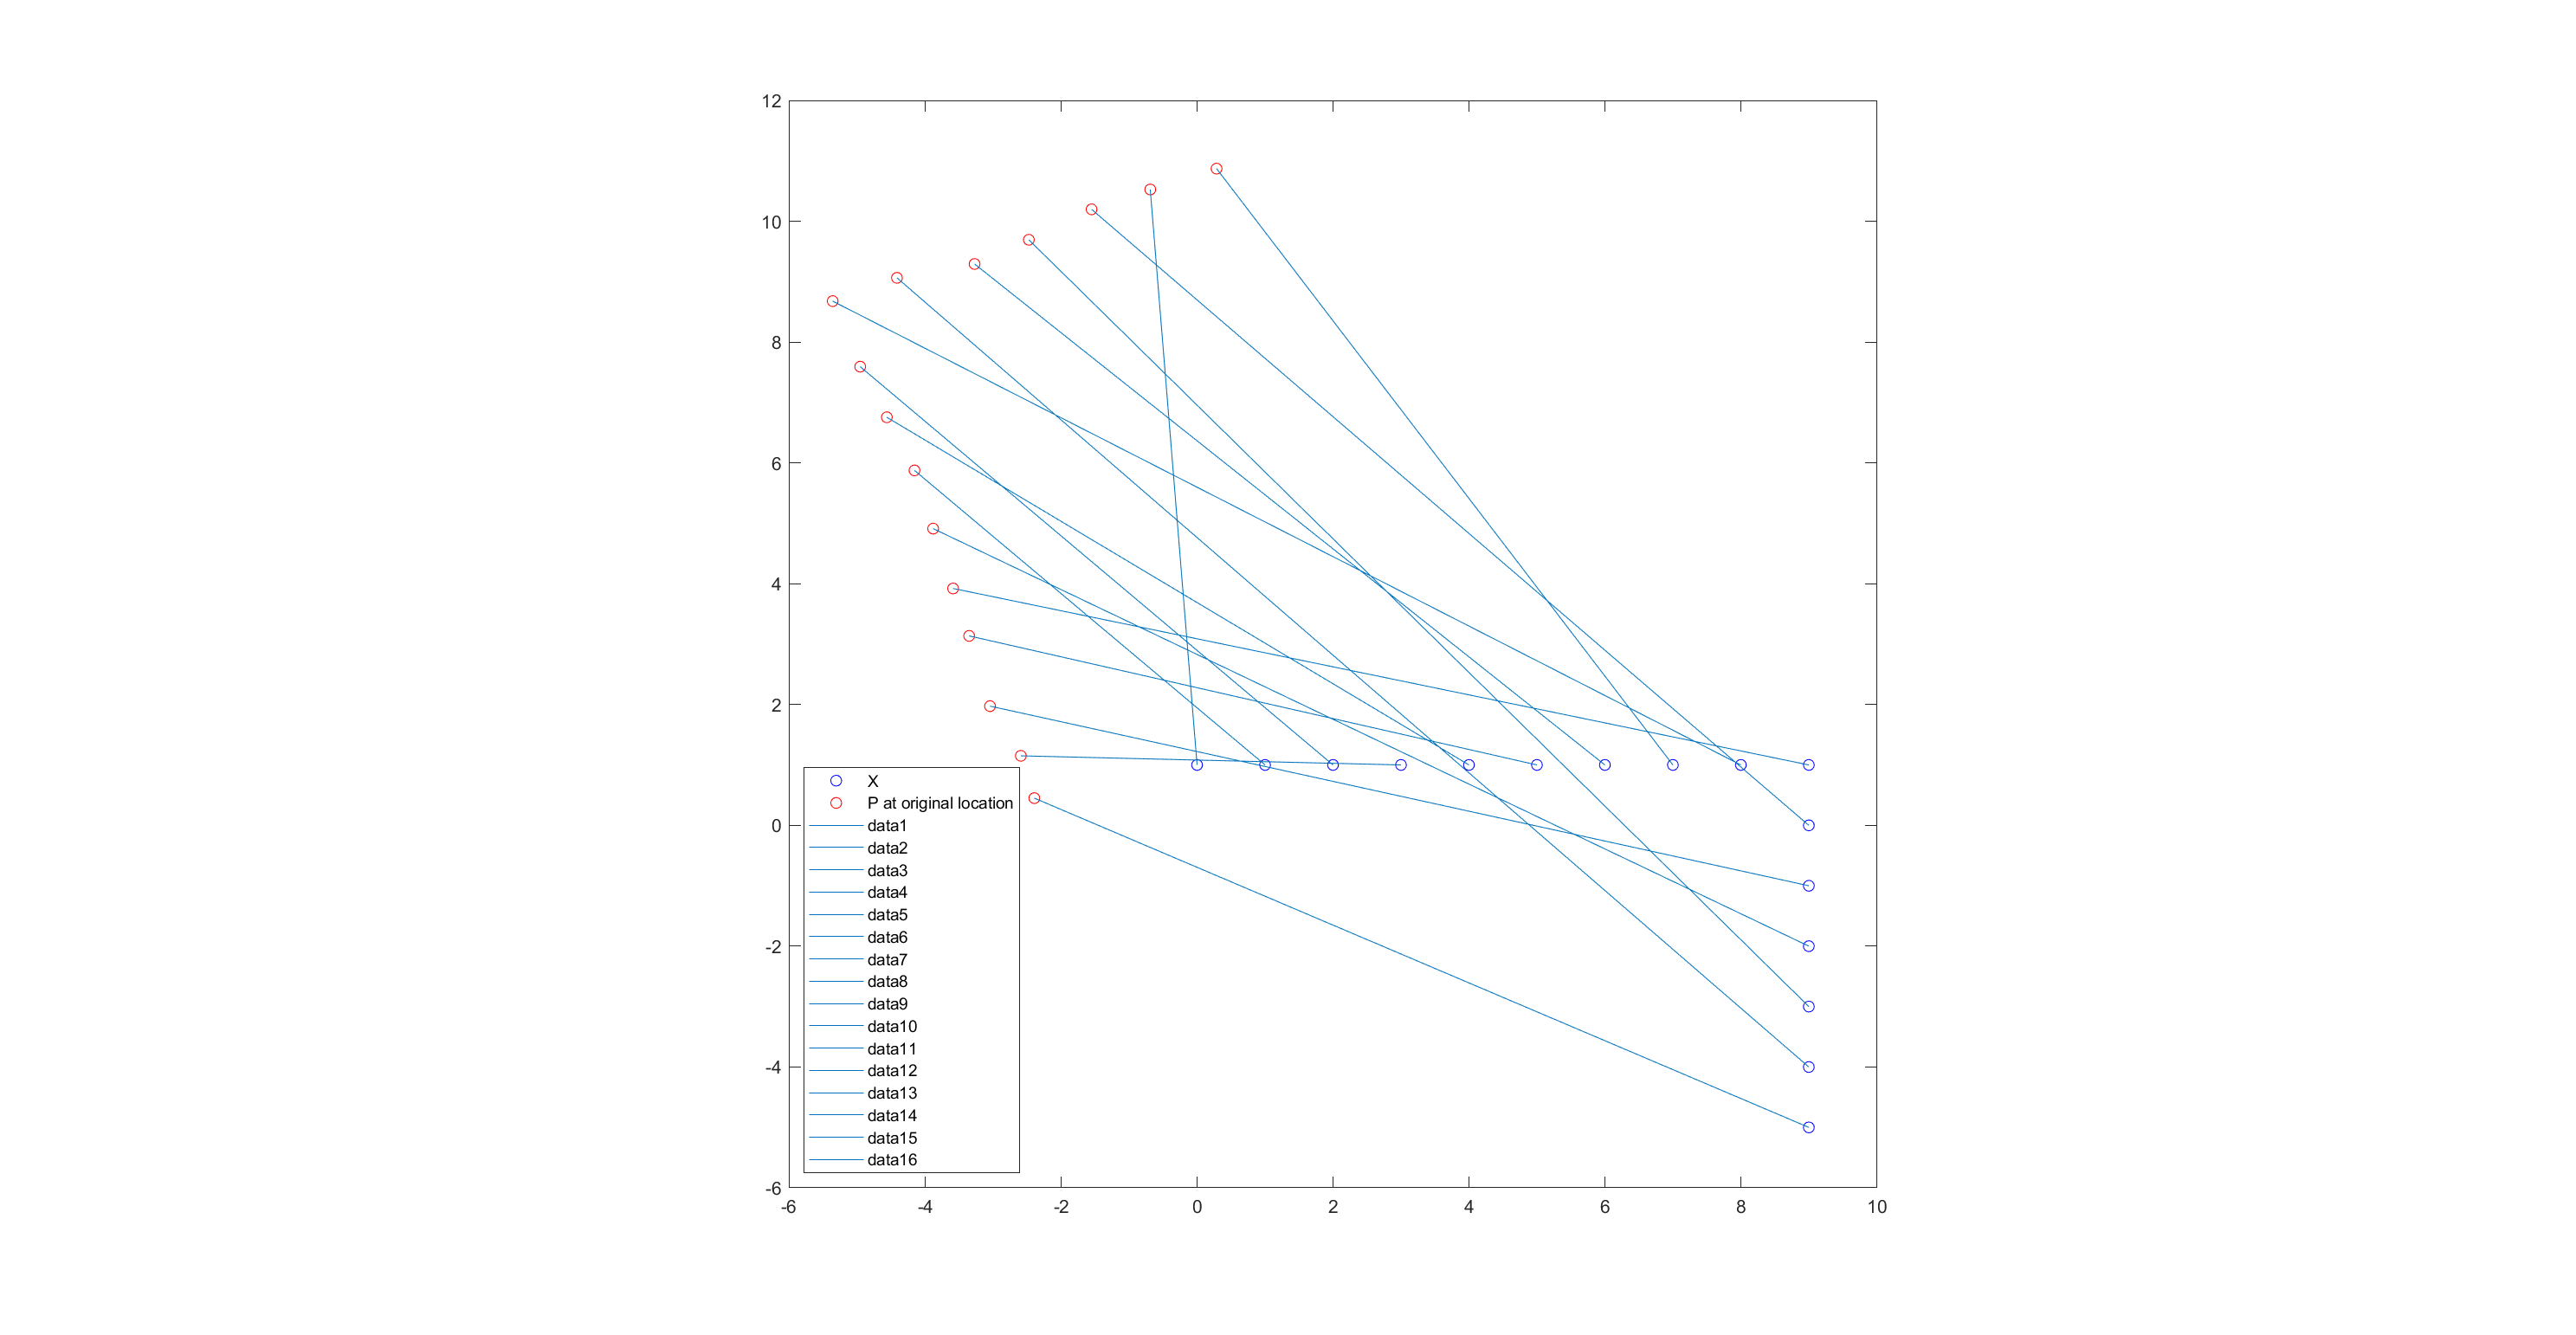 12
10
8
6
4
2
0
-2
-4
-6
X
P at original location
data1
data2
data3
data4
data5
data6
data7
data8
data9
data10
data11
data12
data13
data14
data15
data16
-6 -4 -2 0 2 4 6 8 10